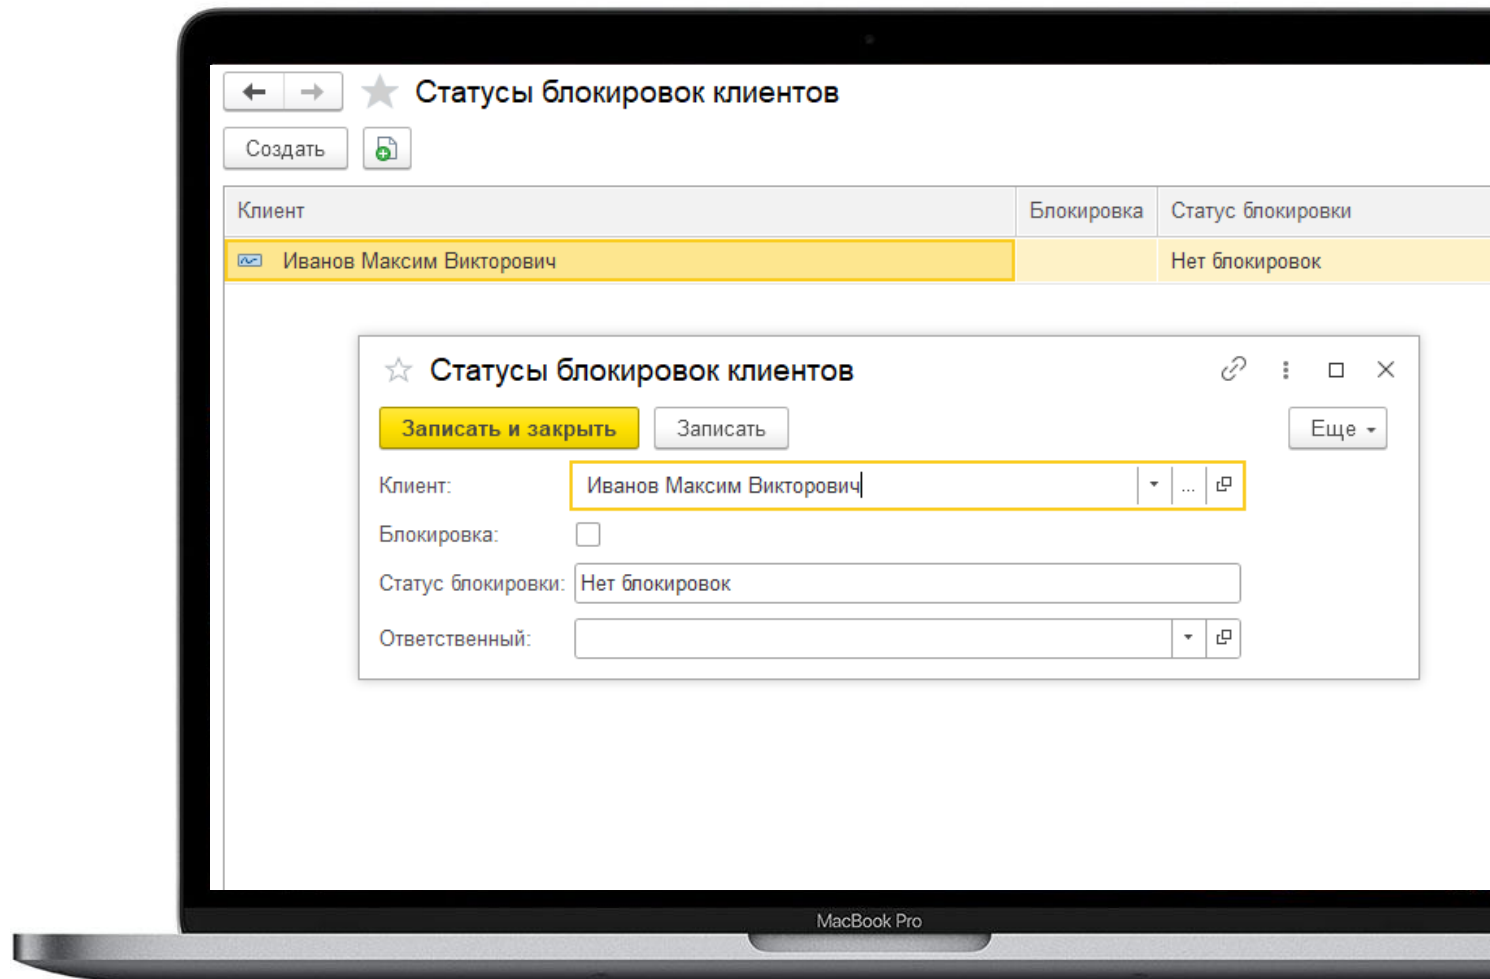 Статусы блокировок клиентов
Создать
Клиент Блокировка Статус блокировки
Иванов Максим Викторович Нет блокировок
Статусы блокировок клиентов
Записать и закрыть Записать Еще
Клиент: Иванов Максим Викторович ...
Блокировка:
Статус блокировки: Нет блокировок
Ответственный:
MacBook Pro